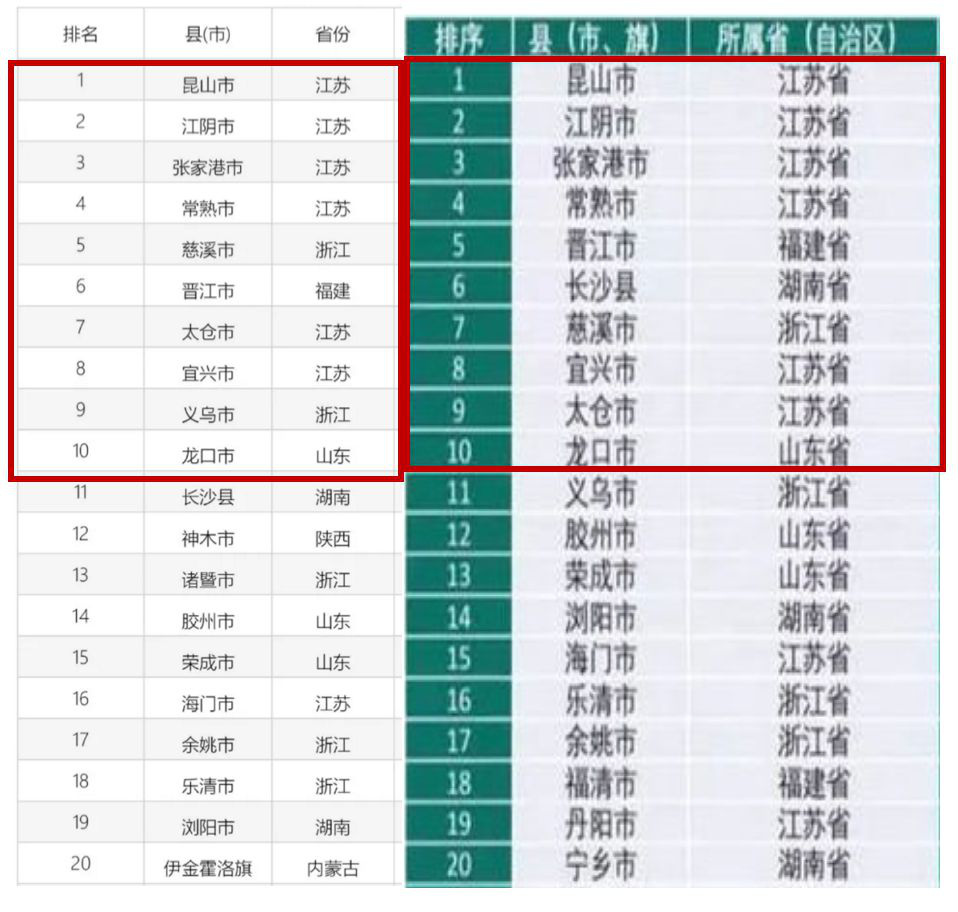 排名 县(市) 省份
1 昆山市 江苏
2 江阴市 江苏
3 张家港市 江苏
4 常熟市 江苏
5 慈溪市 浙江
6 晋江市 福建
7 太仓市 江苏
8 宜兴市 江苏
9 义乌市 浙江
10 龙口市 山东
11 长沙县 湖南
12 神木市 陕西
13 诸暨市 浙江
14 胶州市 山东
15 荣成市 山东
16 海门市 江苏
17 余姚市 浙江
18 乐清市 浙江
19 浏阳市 湖南
20 伊金霍洛旗 内蒙古
排序 县（市、旗） 所属省（自治区）
1 昆山市 江苏省
2 江阴市 江苏省
3 张家港市 江苏省
4 常熟市 江苏省
5 晋江市 福建省
6 长沙县 湖南省
7 慈溪市 浙江省
8 宜兴市 江苏省
9 太仓市 江苏省
10 龙口市 山东省
11 义乌市 浙江省
12 胶州市 山东省
13 荣成市 山东省
14 浏阳市 湖南省
15 海门市 江苏省
16 乐清市 浙江省
17 余姚市 浙江省
18 福清市 福建省
19 丹阳市 江苏省
20 宁乡市 湖南省